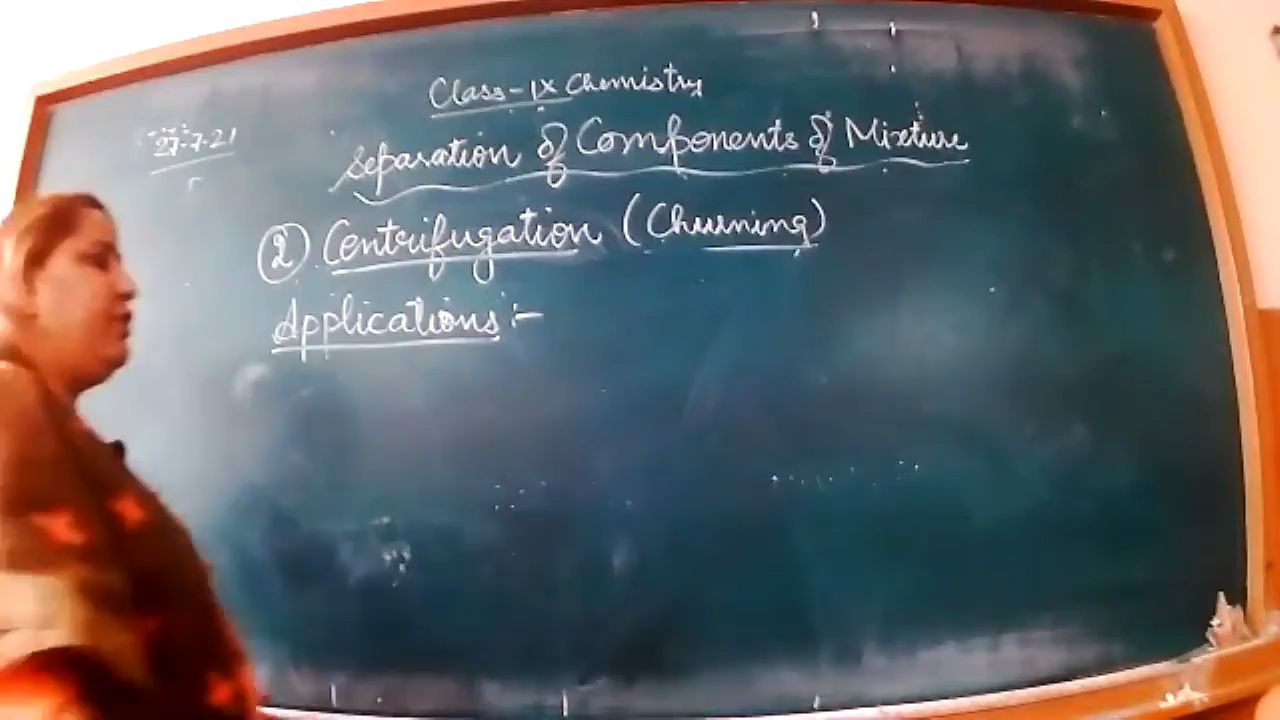 Class-IX Chemistry
27-7-21
Separation of Components of Mixture
② Centrifugation (Churning)
Applications:-